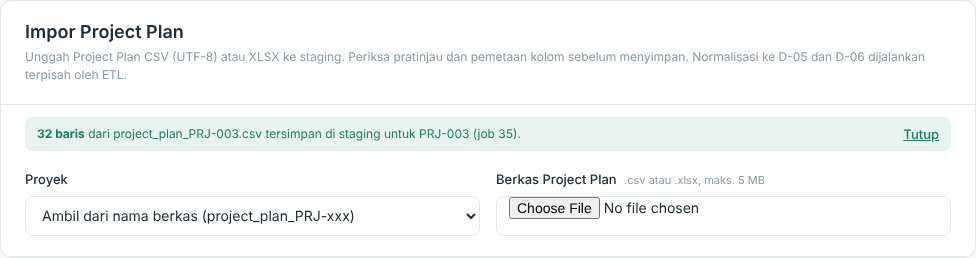 Impor Project Plan
Unggah Project Plan CSV (UTF-8) atau XLSX ke staging. Periksa pratinjau dan pemetaan kolom sebelum menyimpan. Normalisasi ke D-05 dan D-06 dijalankan
terpisah oleh ETL.
32 baris dari project_plan_PRJ-003.csv tersimpan di staging untuk PRJ-003 (job 35). Tutup
Proyek
Ambil dari nama berkas (project_plan_PRJ-xxx)
Berkas Project Plan .csv atau .xlsx, maks. 5 MB
Choose File No file chosen